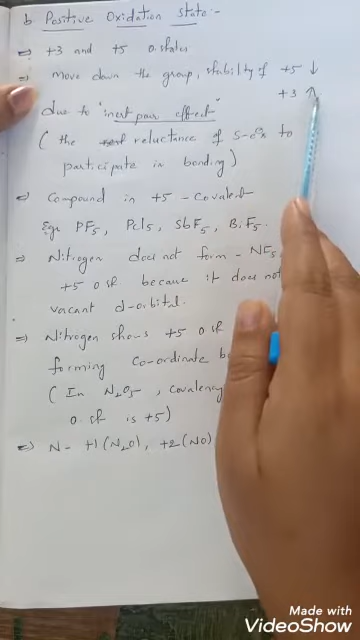 b Positive Oxidation State:-
⇒ +3 and +5 o.states
⇒ Move down the group, stability of +5 ↓
+3 ↑
due to "inert pair effect"
(the reluctance of s-e⁻s to
participate in bonding)
⇒ Compound in +5 - covalent
Eg:- PF5, PCl5, SbF5, BiF5.
⇒ Nitrogen does not form - NF5,
+5 o.st. because it does not
vacant d-orbital.
⇒ Nitrogen shows +5 o.st
forming co-ordinate
(In N2O5, covalency
o.st is +5)
⇒ N - +1 (N2O), +2 (NO)
Made with
VideoShow